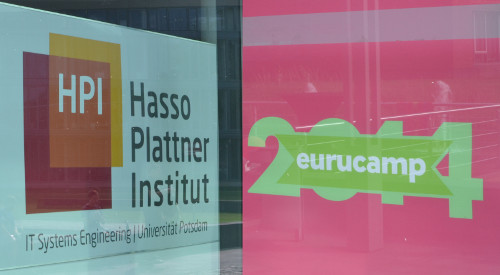 HPI
Hasso
Plattner
Institut
IT Systems Engineering | Universität Potsdam
2014
eurucamp